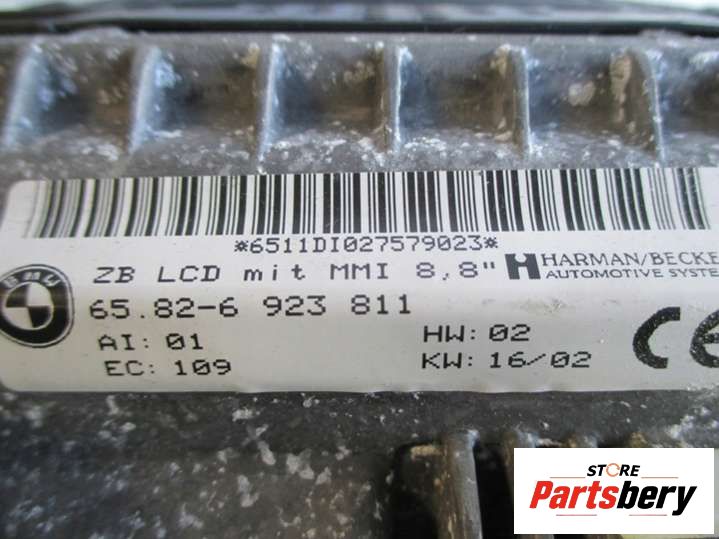 *6511DI027579023*
ZB LCD mit MMI 8,8"
HARMAN/BECKE
AUTOMOTIVE SYSTE
BMW
65.82-6 923 811
AI: 01
HW: 02
EC: 109
KW: 16/02
CE
STORE
Partsbery